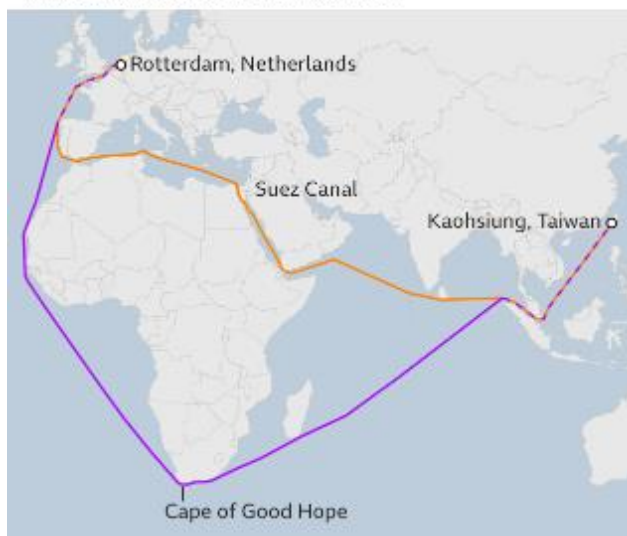 Rotterdam, Netherlands
Suez Canal
Kaohsiung, Taiwan
Cape of Good Hope